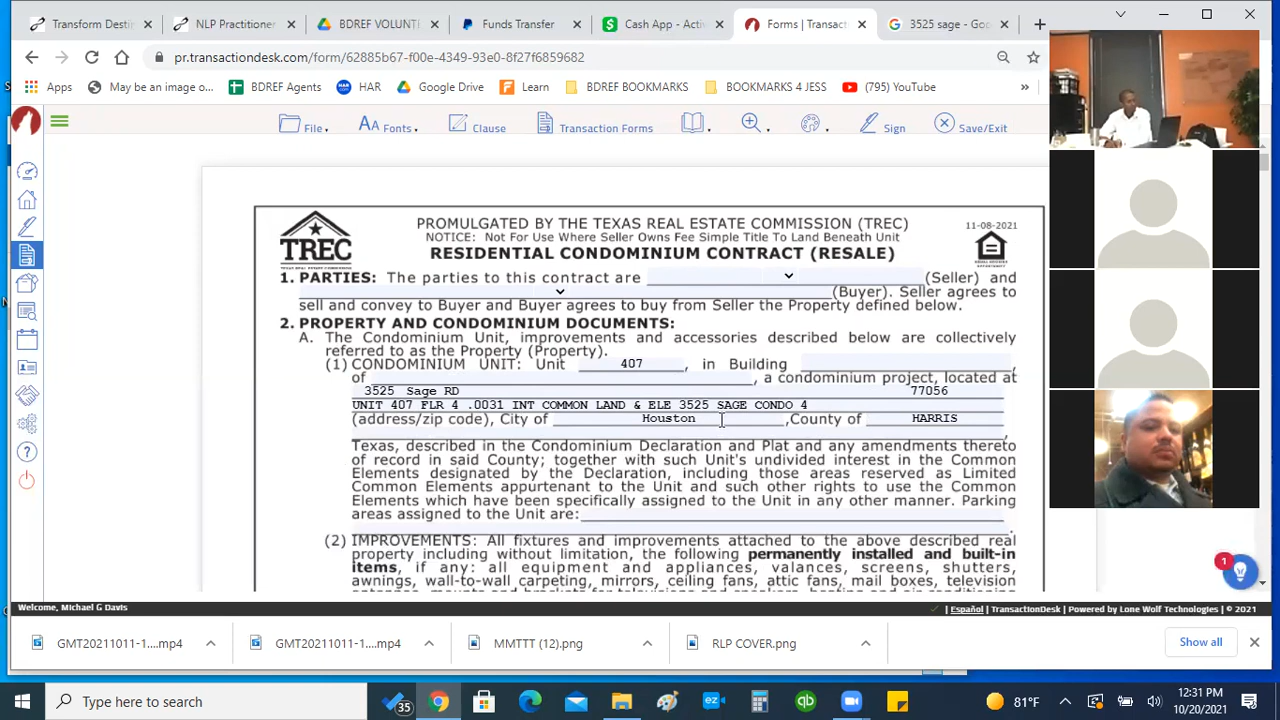 Transform Desti
NLP Practitione
BDREF VOLUNT
Funds Transfer
Cash App - Activ
Forms | Transac
3525 sage - Goo
pr.transactiondesk.com/form/62885b67-f00e-4349-93e0-8f27f6859682
Apps
May be an image o...
BDREF Agents
HAR
Google Drive
Learn
BDREF BOOKMARKS
BOOKMARKS 4 JESS
(795) YouTube
»
File
Fonts
Clause
Transaction Forms
Sign
Save/Exit
PROMULGATED BY THE TEXAS REAL ESTATE COMMISSION (TREC)
11-08-2021
NOTICE: Not For Use Where Seller Owns Fee Simple Title To Land Beneath Unit
TREC
RESIDENTIAL CONDOMINIUM CONTRACT (RESALE)
1. PARTIES: The parties to this contract are (Seller) and
(Buyer). Seller agrees to
sell and convey to Buyer and Buyer agrees to buy from Seller the Property defined below.
2. PROPERTY AND CONDOMINIUM DOCUMENTS:
A. The Condominium Unit, improvements and accessories described below are collectively
referred to as the Property (Property).
(1) CONDOMINIUM UNIT: Unit 407, in Building ,
of , a condominium project, located at
3525 Sage RD 77056
UNIT 407 FLR 4 .0031 INT COMMON LAND & ELE 3525 SAGE CONDO 4
(address/zip code), City of Houston ,County of HARRIS
,
Texas, described in the Condominium Declaration and Plat and any amendments thereto
of record in said County; together with such Unit's undivided interest in the Common
Elements designated by the Declaration, including those areas reserved as Limited
Common Elements appurtenant to the Unit and such other rights to use the Common
Elements which have been specifically assigned to the Unit in any other manner. Parking
areas assigned to the Unit are:
.
(2) IMPROVEMENTS: All fixtures and improvements attached to the above described real
property including without limitation, the following permanently installed and built-in
items, if any: all equipment and appliances, valances, screens, shutters,
awnings, wall-to-wall carpeting, mirrors, ceiling fans, attic fans, mail boxes, television
1
Welcome, Michael G Davis
| Español | TransactionDesk | Powered by Lone Wolf Technologies | © 2021
GMT20211011-1....mp4
GMT20211011-1....mp4
MMTTT (12).png
RLP COVER.png
Show all
Type here to search
35
ez
qb
81°F
12:31 PM
10/20/2021